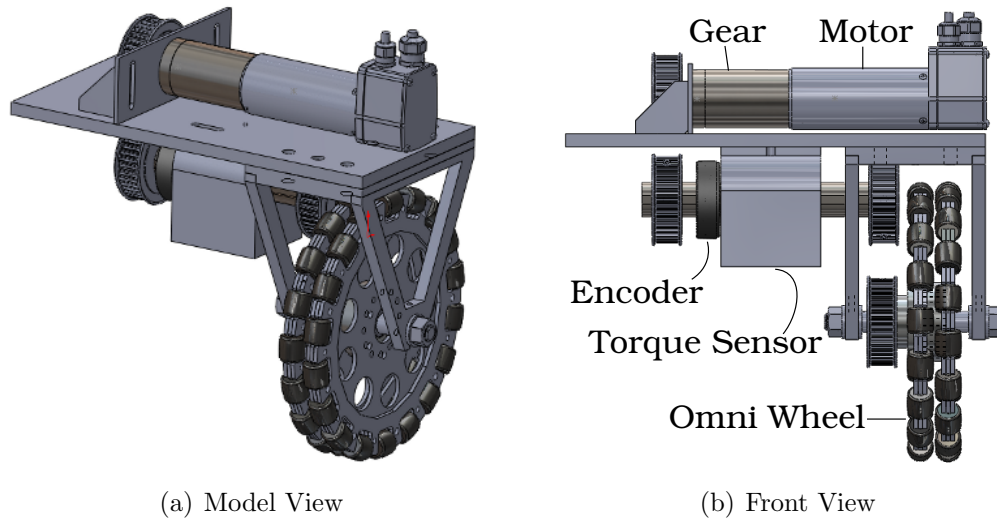 Gear Motor
Encoder
Torque Sensor
Omni Wheel
(a) Model View
(b) Front View